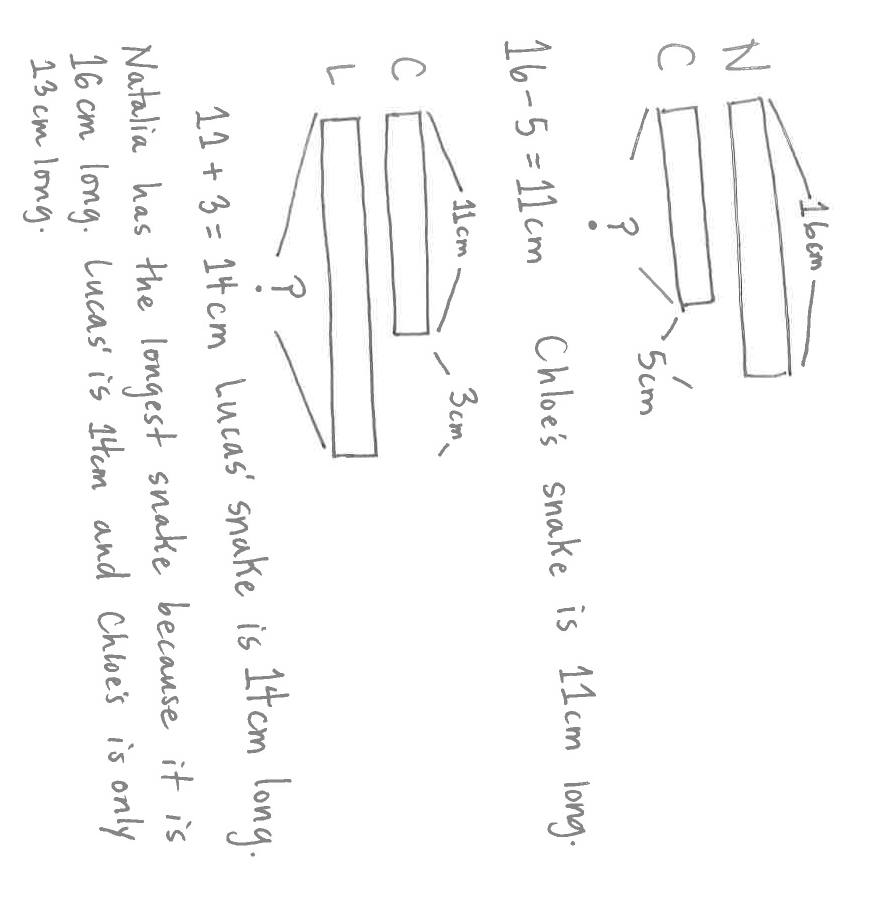 16cm
N
C
5cm
?
16-5=11cm Chloe's snake is 11cm long.
11cm
3cm
C
L
?
11+3=14cm Lucas' snake is 14cm long.
Natalia has the longest snake because it is
16cm long. Lucas' is 14cm and Chloe's is only
13cm long.